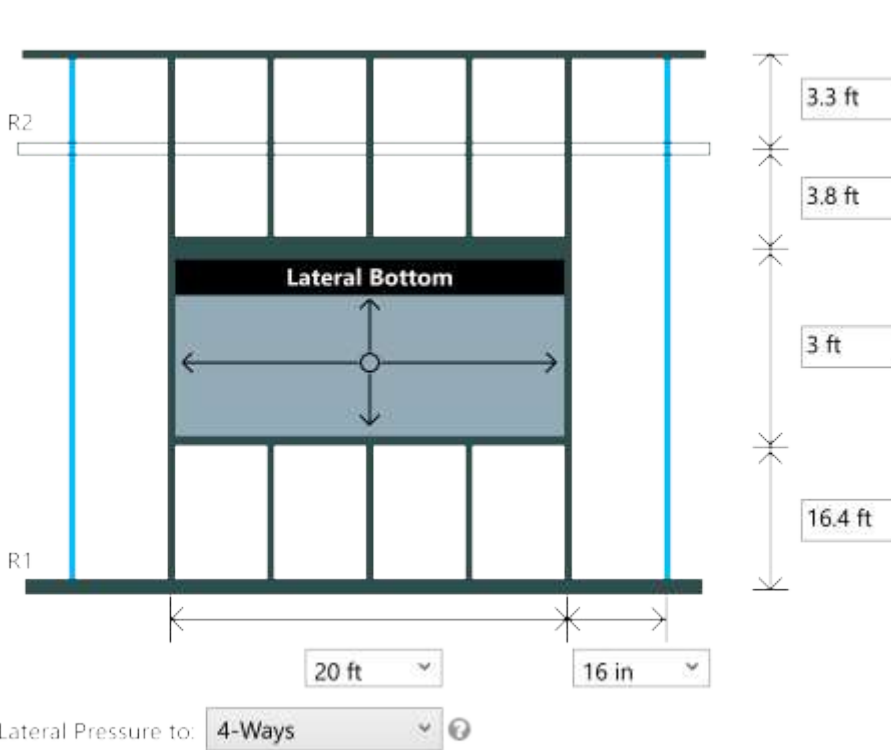 3.3 ft
R2
3.8 ft
Lateral Bottom
3 ft
16.4 ft
R1
20 ft
16 in
Lateral Pressure to: 4-Ways ?